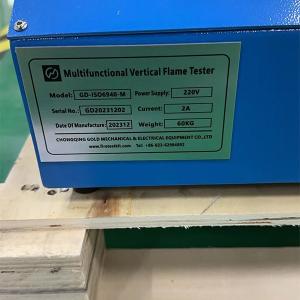 Multifunctional Vertical Flame Tester
Model: GD-ISO6940-M Power Supply: 220V
Serial No.: GD20231202 Current: 2A
Date Of Manufacture: 202312 Weight: 60KG
CHONGQING GOLD MECHANICAL & ELECTRICAL EQUIPMENT CO.,LTD